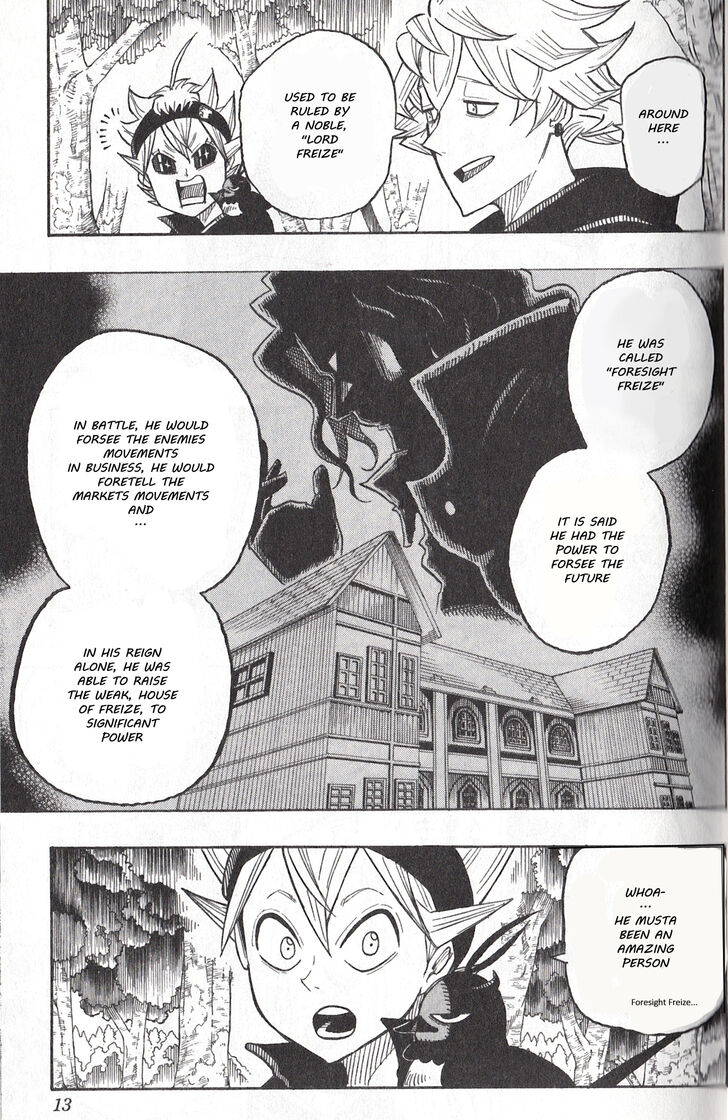 AROUND
HERE
...
USED TO BE
RULED BY
A NOBLE,
"LORD
FREIZE"
HE WAS
CALLED
"FORESIGHT
FREIZE"
IT IS SAID
HE HAD THE
POWER TO
FORSEE THE
FUTURE
IN BATTLE, HE WOULD
FORSEE THE ENEMIES
MOVEMENTS
IN BUSINESS, HE WOULD
FORETELL THE
MARKETS MOVEMENTS
AND
...
IN HIS REIGN
ALONE, HE WAS
ABLE TO RAISE
THE WEAK, HOUSE
OF FREIZE, TO
SIGNIFICANT
POWER
WHOA-
...
HE MUSTA
BEEN AN
AMAZING
PERSON
Foresight Freize...
13